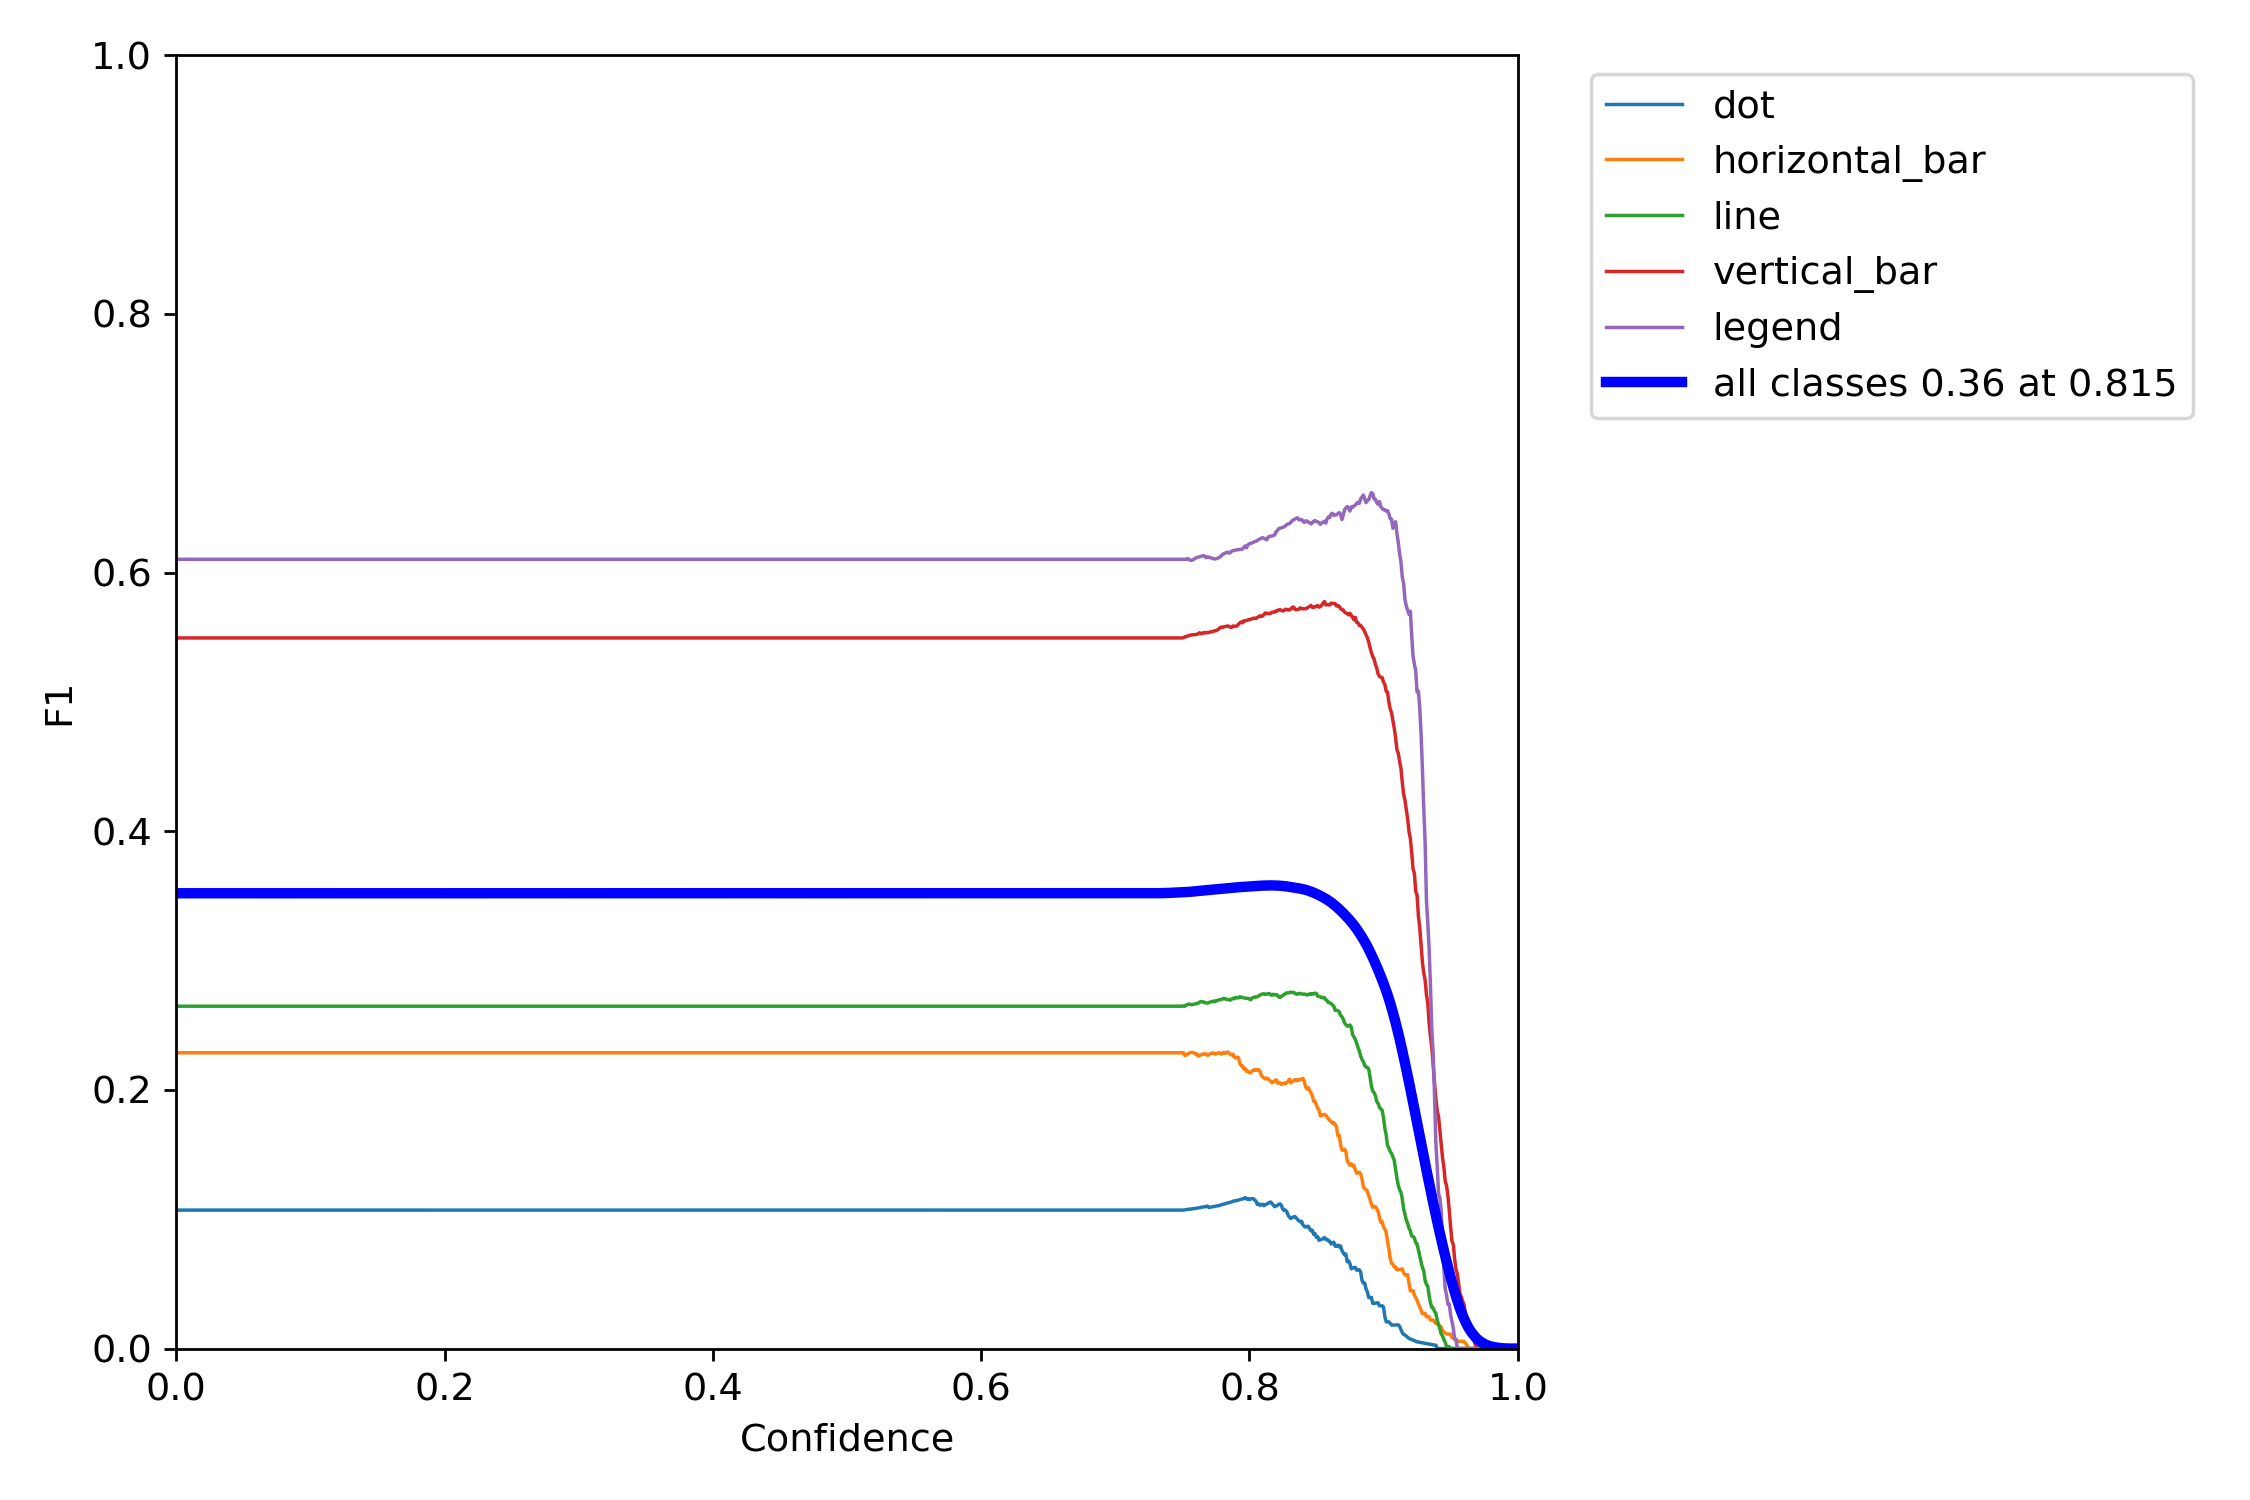 1.0
0.8
0.6
0.4
0.2
0.0
F1
0.0 0.2 0.4 0.6 0.8 1.0
Confidence
dot
horizontal_bar
line
vertical_bar
legend
all classes 0.36 at 0.815